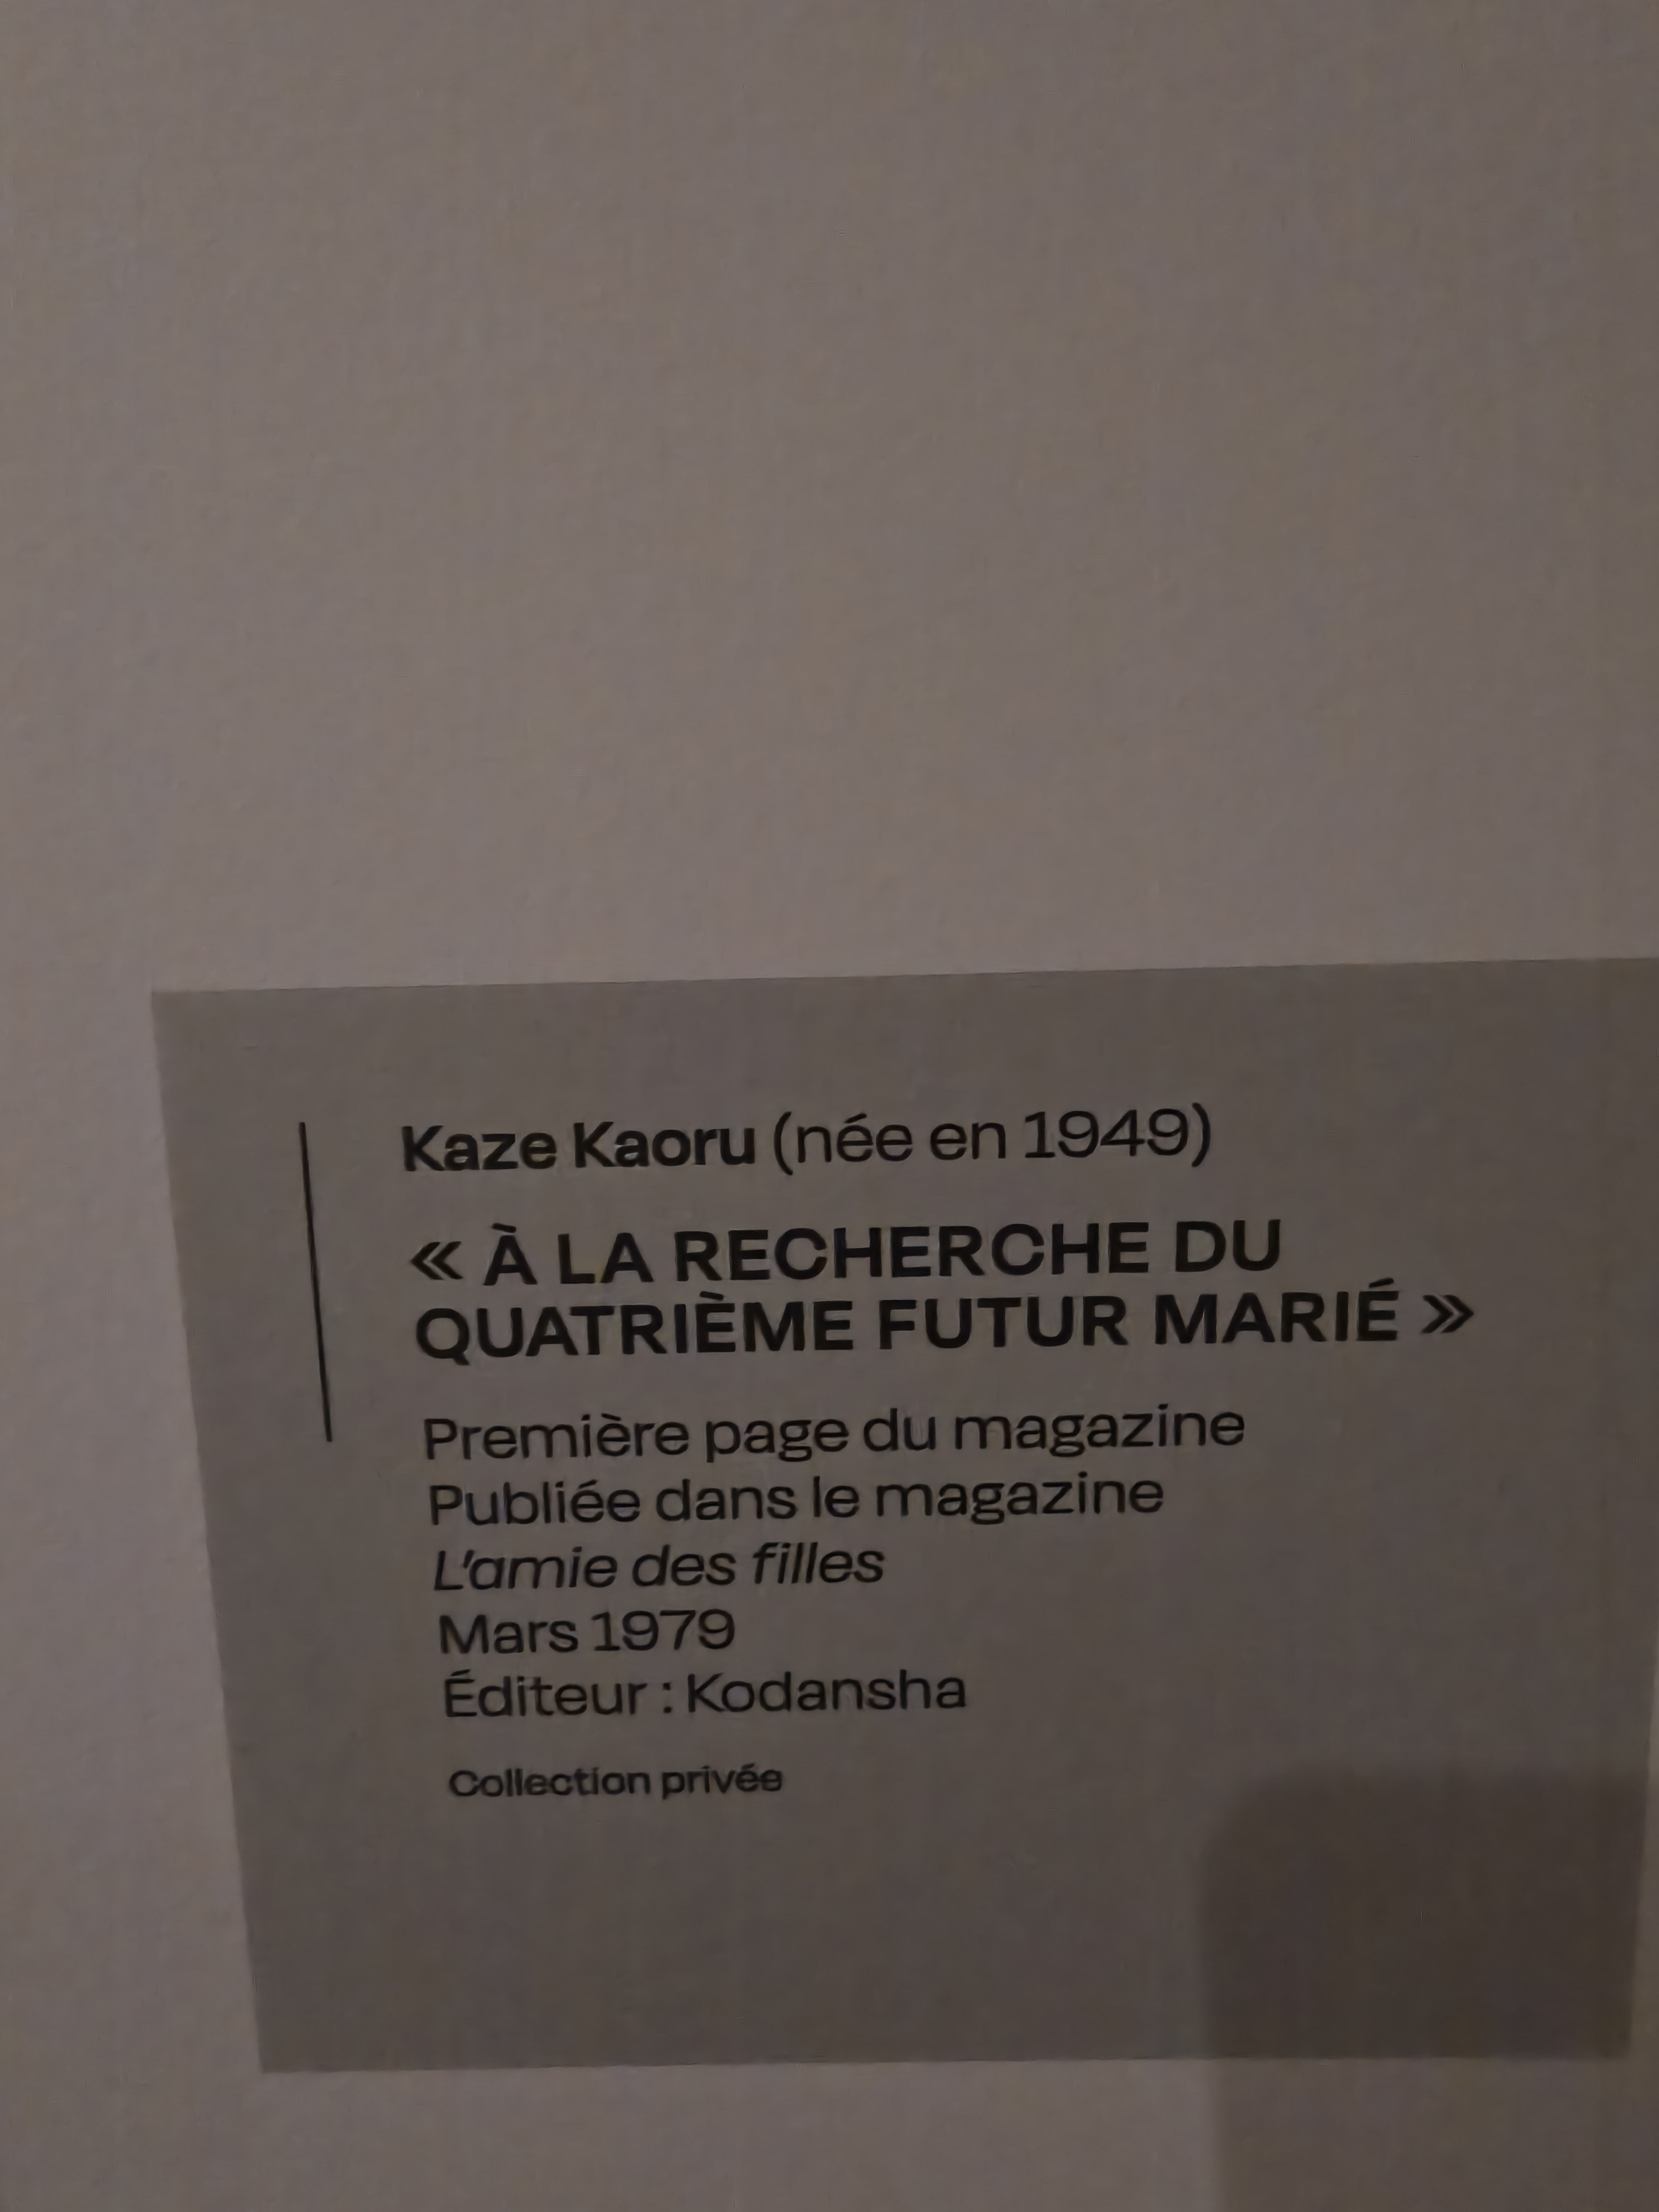 Kaze Kaoru (née en 1949)
« À LA RECHERCHE DU
QUATRIÈME FUTUR MARIÉ »
Première page du magazine
Publiée dans le magazine
L'amie des filles
Mars 1979
Éditeur : Kodansha
Collection privée